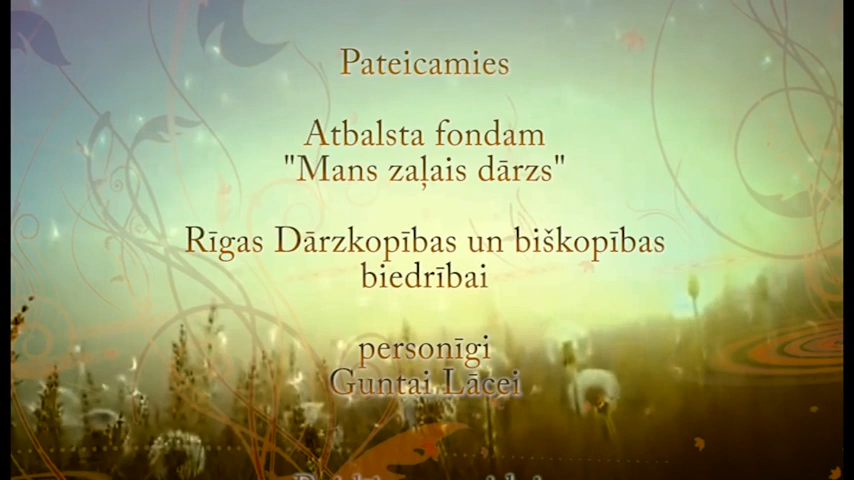 Pateicamies
Atbalsta fondam
"Mans zaļais dārzs"
Rīgas Dārzkopības un biškopības
biedrībai
personīgi
Guntai Lācei